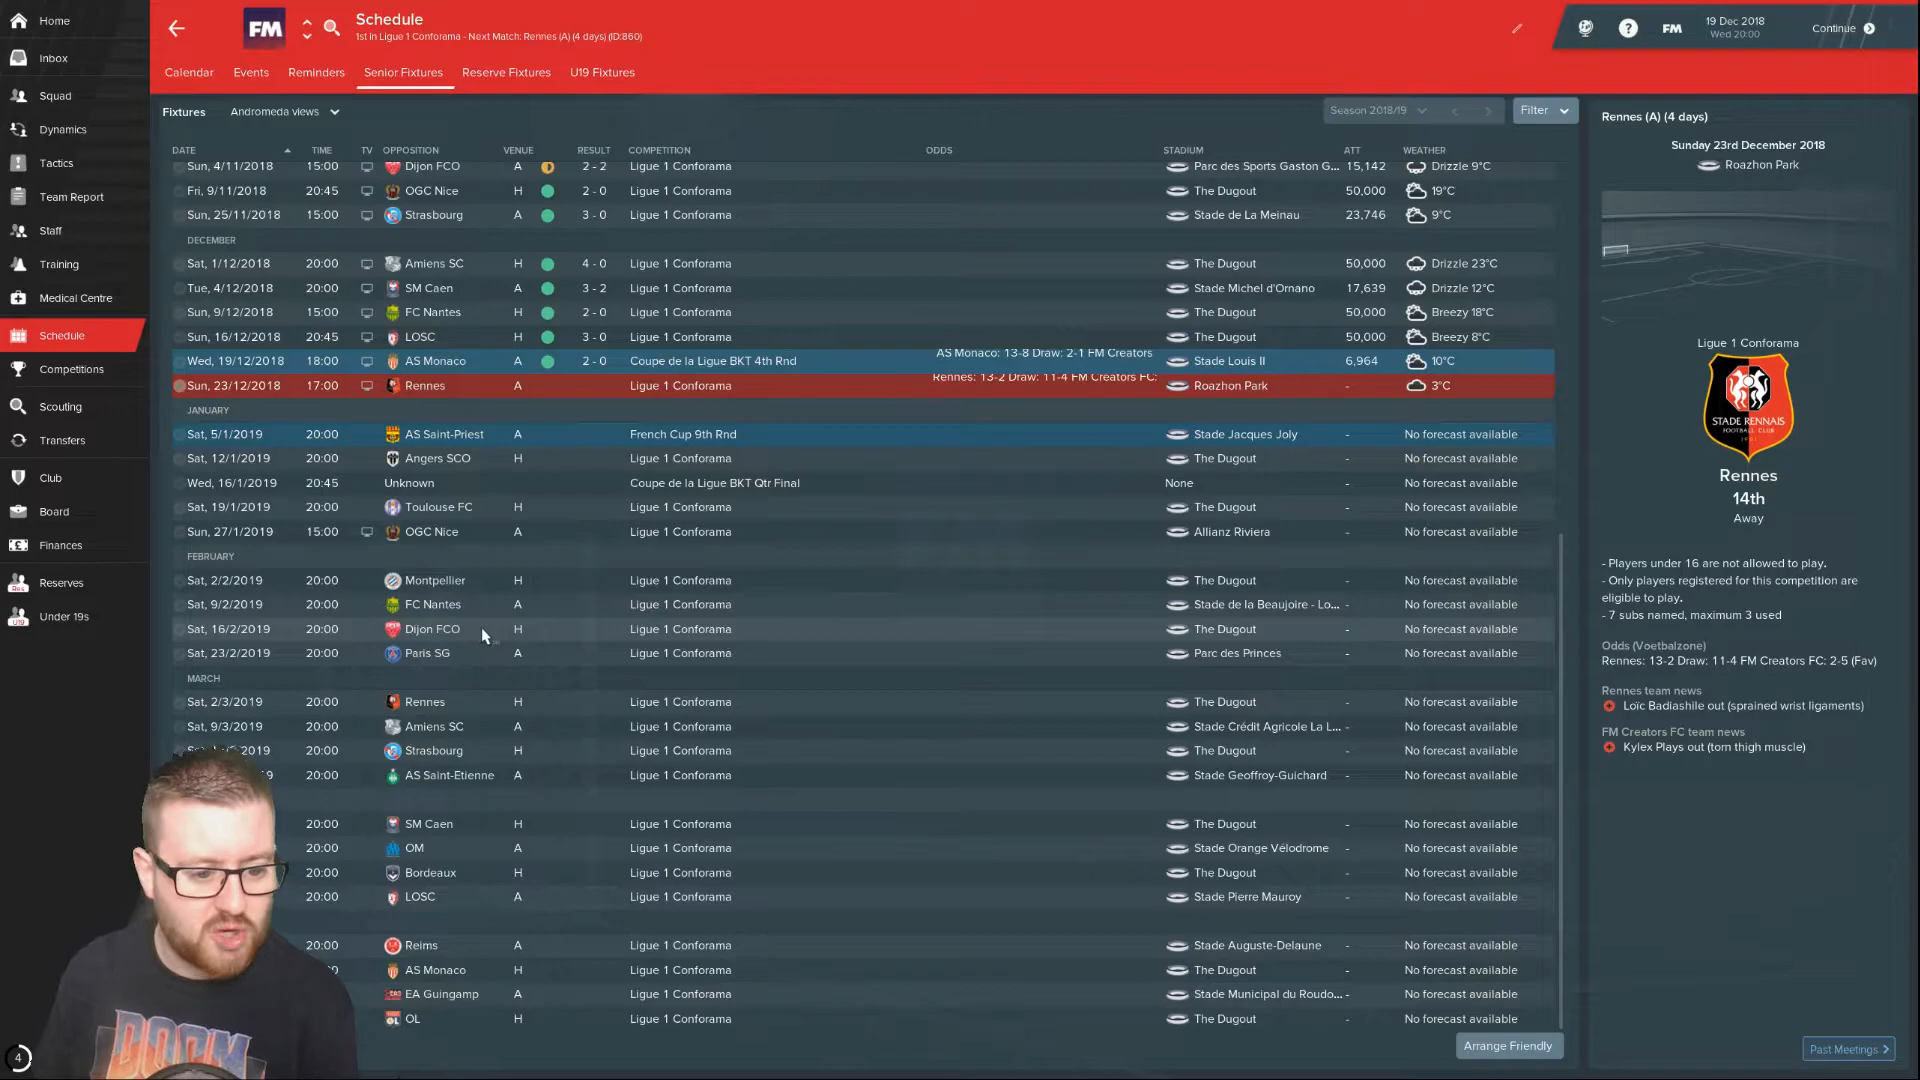 Home
Inbox
Squad
Dynamics
Tactics
Team Report
Staff
Training
Medical Centre
Schedule
Competitions
Scouting
Transfers
Club
Board
Finances
Reserves
Under 19s
4
FM
Schedule
1st in Ligue 1 Conforama - Next Match: Rennes (A) (4 days) (ID:860)
FM
19 Dec 2018
Wed 20:00
Continue
Calendar Events Reminders Senior Fixtures Reserve Fixtures U19 Fixtures
Fixtures Andromeda views
Season 2018/19
Filter
DATE TIME TV OPPOSITION VENUE RESULT COMPETITION ODDS STADIUM ATT WEATHER
Sun, 4/11/2018 15:00 Dijon FCO A 2 - 2 Ligue 1 Conforama Parc des Sports Gaston G... 15,142 Drizzle 9°C
Fri, 9/11/2018 20:45 OGC Nice H 2 - 0 Ligue 1 Conforama The Dugout 50,000 19°C
Sun, 25/11/2018 15:00 Strasbourg A 3 - 0 Ligue 1 Conforama Stade de La Meinau 23,746 9°C
DECEMBER
Sat, 1/12/2018 20:00 Amiens SC H 4 - 0 Ligue 1 Conforama The Dugout 50,000 Drizzle 23°C
Tue, 4/12/2018 20:00 SM Caen A 3 - 2 Ligue 1 Conforama Stade Michel d'Ornano 17,639 Drizzle 12°C
Sun, 9/12/2018 15:00 FC Nantes H 2 - 0 Ligue 1 Conforama The Dugout 50,000 Breezy 18°C
Sun, 16/12/2018 20:45 LOSC H 3 - 0 Ligue 1 Conforama The Dugout 50,000 Breezy 8°C
Wed, 19/12/2018 18:00 AS Monaco A 2 - 0 Coupe de la Ligue BKT 4th Rnd AS Monaco: 13-8 Draw: 2-1 FM Creators Stade Louis II 6,964 10°C
Sun, 23/12/2018 17:00 Rennes A Ligue 1 Conforama Rennes: 13-2 Draw: 11-4 FM Creators FC: Roazhon Park - 3°C
JANUARY
Sat, 5/1/2019 20:00 AS Saint-Priest A French Cup 9th Rnd Stade Jacques Joly - No forecast available
Sat, 12/1/2019 20:00 Angers SCO H Ligue 1 Conforama The Dugout - No forecast available
Wed, 16/1/2019 20:45 Unknown Coupe de la Ligue BKT Qtr Final None - No forecast available
Sat, 19/1/2019 20:00 Toulouse FC H Ligue 1 Conforama The Dugout - No forecast available
Sun, 27/1/2019 15:00 OGC Nice A Ligue 1 Conforama Allianz Riviera - No forecast available
FEBRUARY
Sat, 2/2/2019 20:00 Montpellier H Ligue 1 Conforama The Dugout - No forecast available
Sat, 9/2/2019 20:00 FC Nantes A Ligue 1 Conforama Stade de la Beaujoire - Lo... - No forecast available
Sat, 16/2/2019 20:00 Dijon FCO H Ligue 1 Conforama The Dugout - No forecast available
Sat, 23/2/2019 20:00 Paris SG A Ligue 1 Conforama Parc des Princes - No forecast available
MARCH
Sat, 2/3/2019 20:00 Rennes H Ligue 1 Conforama The Dugout - No forecast available
Sat, 9/3/2019 20:00 Amiens SC A Ligue 1 Conforama Stade Crédit Agricole La L... - No forecast available
20:00 Strasbourg H Ligue 1 Conforama The Dugout - No forecast available
20:00 AS Saint-Etienne A Ligue 1 Conforama Stade Geoffroy-Guichard - No forecast available
20:00 SM Caen H Ligue 1 Conforama The Dugout - No forecast available
20:00 OM A Ligue 1 Conforama Stade Orange Vélodrome - No forecast available
20:00 Bordeaux H Ligue 1 Conforama The Dugout - No forecast available
20:00 LOSC A Ligue 1 Conforama Stade Pierre Mauroy - No forecast available
20:00 Reims A Ligue 1 Conforama Stade Auguste-Delaune - No forecast available
AS Monaco H Ligue 1 Conforama The Dugout - No forecast available
EA Guingamp A Ligue 1 Conforama Stade Municipal du Roudo... - No forecast available
OL H Ligue 1 Conforama The Dugout - No forecast available
Arrange Friendly
Rennes (A) (4 days)
Sunday 23rd December 2018
Roazhon Park
Ligue 1 Conforama
STADE RENNAIS
FOOTBALL CLUB
1901
Rennes
14th
Away
- Players under 16 are not allowed to play.
- Only players registered for this competition are
eligible to play.
- 7 subs named, maximum 3 used
Odds (Voetbalzone)
Rennes: 13-2 Draw: 11-4 FM Creators FC: 2-5 (Fav)
Rennes team news
Loïc Badiashile out (sprained wrist ligaments)
FM Creators FC team news
Kylex Plays out (torn thigh muscle)
Past Meetings
DOOM